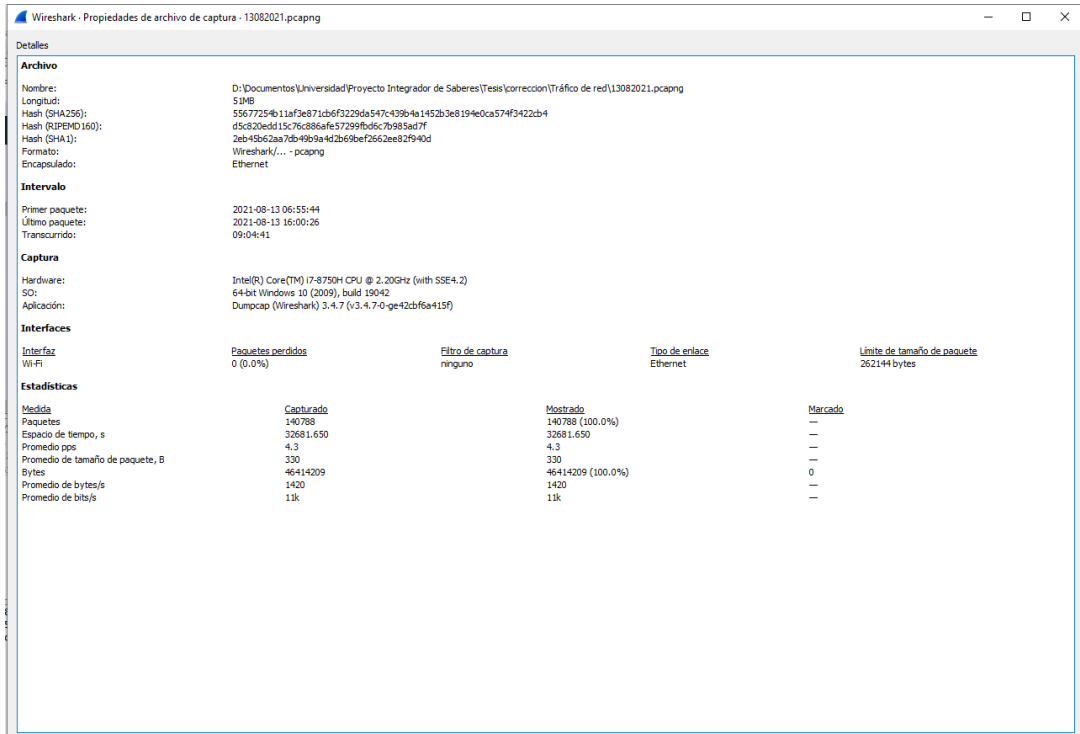 Wireshark · Propiedades de archivo de captura · 13082021.pcapng
Detalles
Archivo
Nombre: D:\Documentos\Universidad\Proyecto Integrador de Saberes\Tesis\correccion\Tráfico de red\13082021.pcapng
Longitud: 51MB
Hash (SHA256): 55677254b11af3e871cb6f3229da547c439b4a1452b3e8194e0ca574f3422cb4
Hash (RIPEMD160): d5c820edd15c76c886afe57299fbd6c7b985ad7f
Hash (SHA1): 2eb45b62aa7db49b9a4d2b69bef2662ee82f940d
Formato: Wireshark/... - pcapng
Encapsulado: Ethernet
Intervalo
Primer paquete: 2021-08-13 06:55:44
Último paquete: 2021-08-13 16:00:26
Transcurrido: 09:04:41
Captura
Hardware: Intel(R) Core(TM) i7-8750H CPU @ 2.20GHz (with SSE4.2)
SO: 64-bit Windows 10 (2009), build 19042
Aplicación: Dumpcap (Wireshark) 3.4.7 (v3.4.7-0-ge42cbf6a415f)
Interfaces
Interfaz Paquetes perdidos Filtro de captura Tipo de enlace Límite de tamaño de paquete
Wi-Fi 0 (0.0%) ninguno Ethernet 262144 bytes
Estadísticas
Medida Capturado Mostrado Marcado
Paquetes 140788 140788 (100.0%) —
Espacio de tiempo, s 32681.650 32681.650 —
Promedio pps 4.3 4.3 —
Promedio de tamaño de paquete, B 330 330 —
Bytes 46414209 46414209 (100.0%) 0
Promedio de bytes/s 1420 1420 —
Promedio de bits/s 11k 11k —